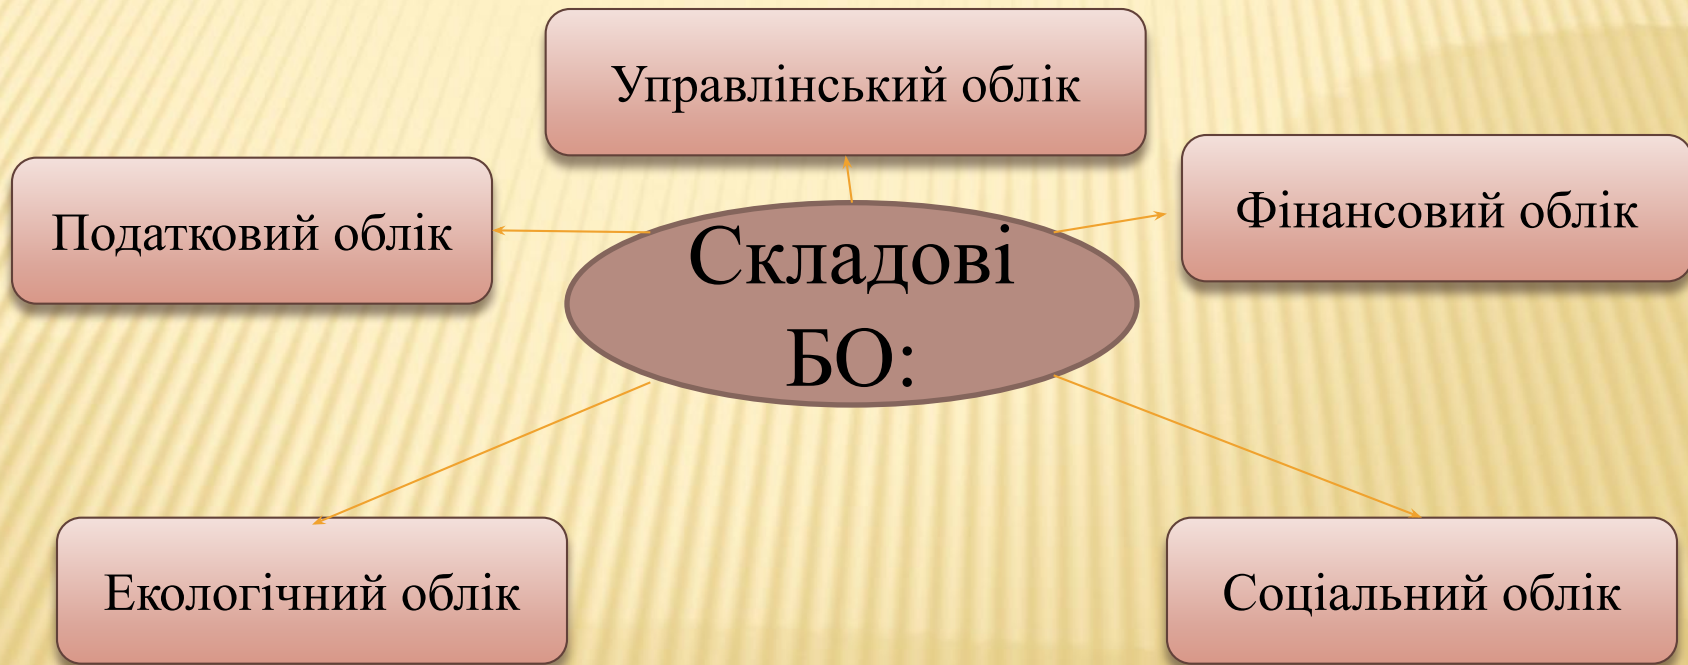 Управлінський облік
Податковий облік
Фінансовий облік
Складові
БО:
Екологічний облік
Соціальний облік